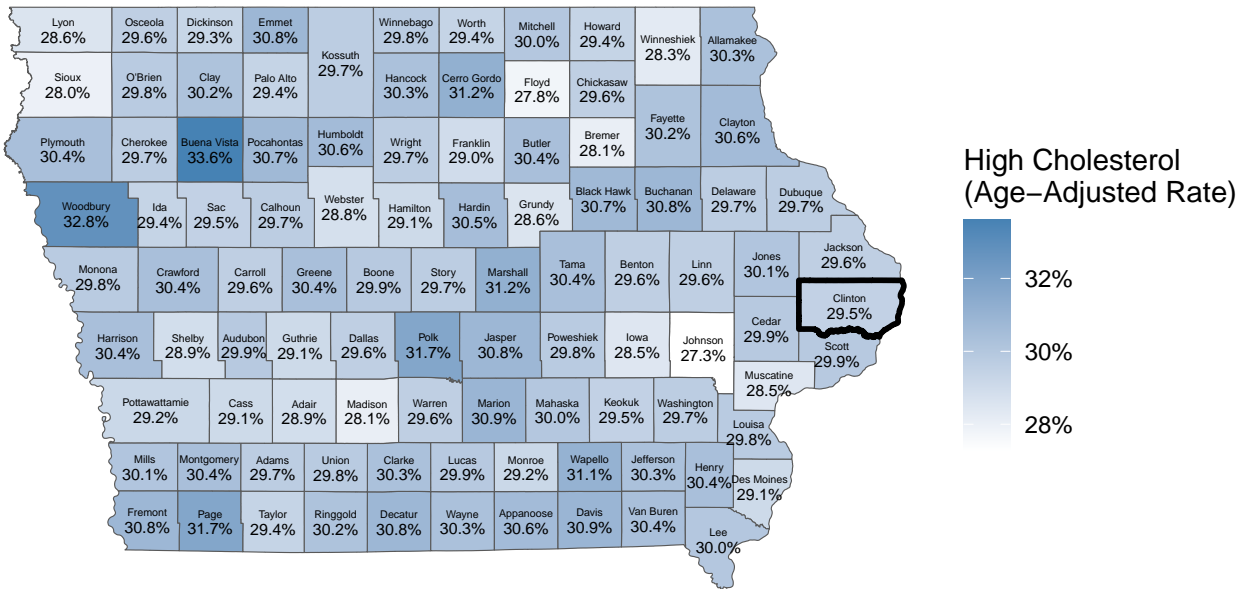 Lyon
28.6%
Osceola
29.6%
Dickinson
29.3%
Emmet
30.8%
Kossuth
29.7%
Winnebago
29.8%
Worth
29.4%
Mitchell
30.0%
Howard
29.4%
Winneshiek
28.3%
Allamakee
30.3%
Sioux
28.0%
O'Brien
29.8%
Clay
30.2%
Palo Alto
29.4%
Hancock
30.3%
Cerro Gordo
31.2%
Floyd
27.8%
Chickasaw
29.6%
Fayette
30.2%
Clayton
30.6%
Plymouth
30.4%
Cherokee
29.7%
Buena Vista
33.6%
Pocahontas
30.7%
Humboldt
30.6%
Wright
29.7%
Franklin
29.0%
Butler
30.4%
Bremer
28.1%
Woodbury
32.8%
Ida
29.4%
Sac
29.5%
Calhoun
29.7%
Webster
28.8%
Hamilton
29.1%
Hardin
30.5%
Grundy
28.6%
Black Hawk
30.7%
Buchanan
30.8%
Delaware
29.7%
Dubuque
29.7%
Monona
29.8%
Crawford
30.4%
Carroll
29.6%
Greene
30.4%
Boone
29.9%
Story
29.7%
Marshall
31.2%
Tama
30.4%
Benton
29.6%
Linn
29.6%
Jones
30.1%
Jackson
29.6%
Clinton
29.5%
Harrison
30.4%
Shelby
28.9%
Audubon
29.9%
Guthrie
29.1%
Dallas
29.6%
Polk
31.7%
Jasper
30.8%
Poweshiek
29.8%
Iowa
28.5%
Johnson
27.3%
Cedar
29.9%
Scott
29.9%
Muscatine
28.5%
Pottawattamie
29.2%
Cass
29.1%
Adair
28.9%
Madison
28.1%
Warren
29.6%
Marion
30.9%
Mahaska
30.0%
Keokuk
29.5%
Washington
29.7%
Louisa
29.8%
Mills
30.1%
Montgomery
30.4%
Adams
29.7%
Union
29.8%
Clarke
30.3%
Lucas
29.9%
Monroe
29.2%
Wapello
31.1%
Jefferson
30.3%
Henry
30.4%
Des Moines
29.1%
Fremont
30.8%
Page
31.7%
Taylor
29.4%
Ringgold
30.2%
Decatur
30.8%
Wayne
30.3%
Appanoose
30.6%
Davis
30.9%
Van Buren
30.4%
Lee
30.0%
High Cholesterol
(Age−Adjusted Rate)
32%
30%
28%